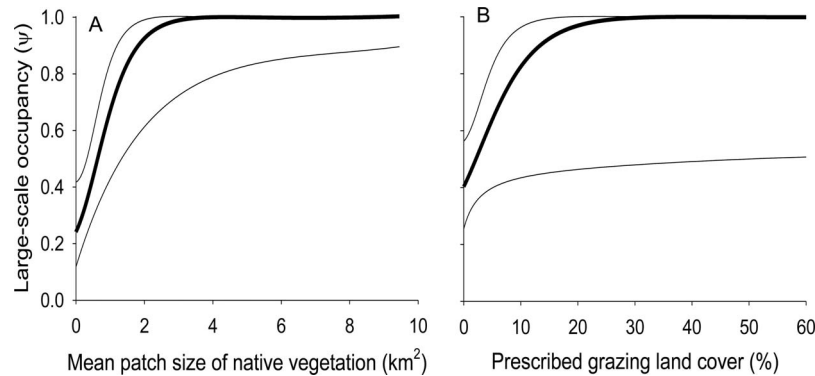 A
B
Large-scale occupancy (ψ)
1.0
0.8
0.6
0.4
0.2
0.0
0 2 4 6 8 10
0 10 20 30 40 50 60
Mean patch size of native vegetation (km²)
Prescribed grazing land cover (%)